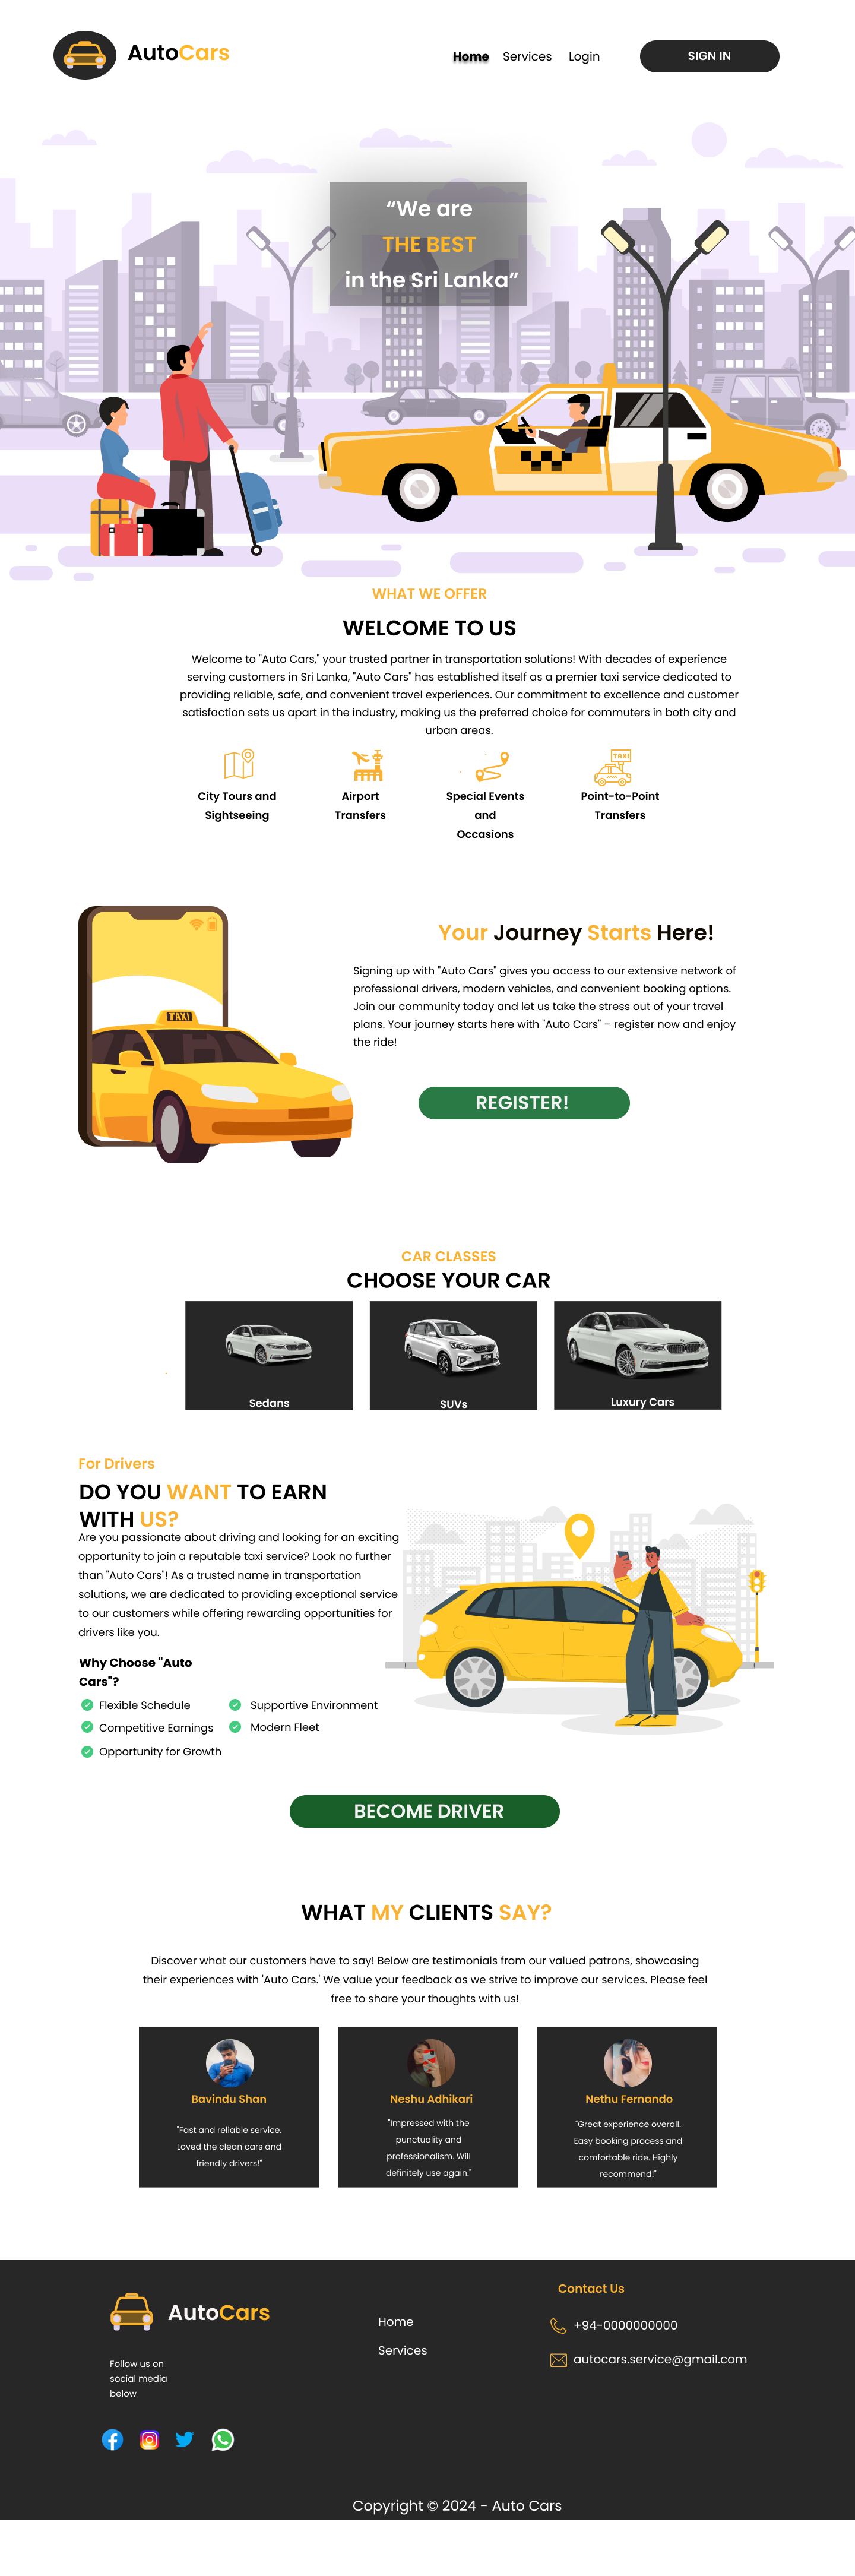 AutoCars
Home Services Login SIGN IN
“We are
THE BEST
in the Sri Lanka”
WHAT WE OFFER
WELCOME TO US
Welcome to "Auto Cars," your trusted partner in transportation solutions! With decades of experience
serving customers in Sri Lanka, "Auto Cars" has established itself as a premier taxi service dedicated to
providing reliable, safe, and convenient travel experiences. Our commitment to excellence and customer
satisfaction sets us apart in the industry, making us the preferred choice for commuters in both city and
urban areas.
TAXI
City Tours and
Sightseeing
Airport
Transfers
Special Events
and
Occasions
Point-to-Point
Transfers
TAXI
Your Journey Starts Here!
Signing up with "Auto Cars" gives you access to our extensive network of
professional drivers, modern vehicles, and convenient booking options.
Join our community today and let us take the stress out of your travel
plans. Your journey starts here with "Auto Cars" – register now and enjoy
the ride!
REGISTER!
CAR CLASSES
CHOOSE YOUR CAR
Sedans
SUVs
Luxury Cars
For Drivers
DO YOU WANT TO EARN
WITH US?
Are you passionate about driving and looking for an exciting
opportunity to join a reputable taxi service? Look no further
than "Auto Cars"! As a trusted name in transportation
solutions, we are dedicated to providing exceptional service
to our customers while offering rewarding opportunities for
drivers like you.
Why Choose "Auto
Cars"?
Flexible Schedule
Supportive Environment
Competitive Earnings
Modern Fleet
Opportunity for Growth
BECOME DRIVER
WHAT MY CLIENTS SAY?
Discover what our customers have to say! Below are testimonials from our valued patrons, showcasing
their experiences with 'Auto Cars.' We value your feedback as we strive to improve our services. Please feel
free to share your thoughts with us!
Bavindu Shan
"Fast and reliable service.
Loved the clean cars and
friendly drivers!"
Neshu Adhikari
"Impressed with the
punctuality and
professionalism. Will
definitely use again."
Nethu Fernando
"Great experience overall.
Easy booking process and
comfortable ride. Highly
recommend!"
AutoCars
Follow us on
social media
below
Home
Services
Contact Us
+94-0000000000
autocars.service@gmail.com
Copyright © 2024 - Auto Cars